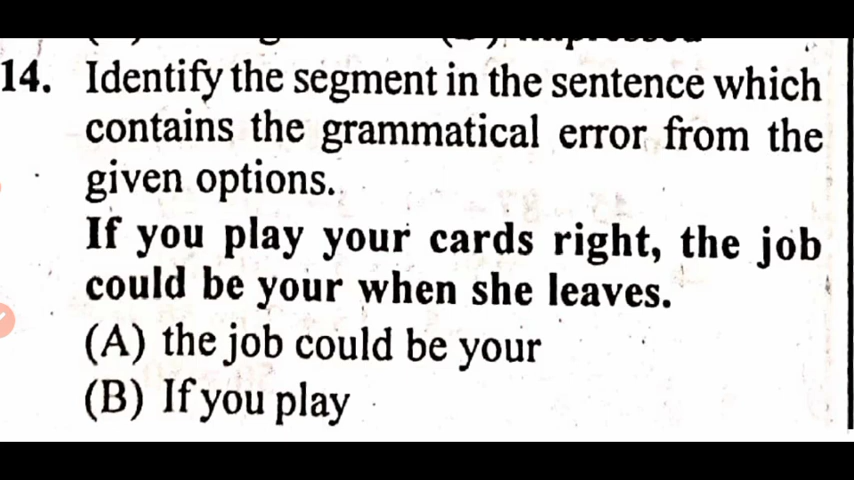 14. Identify the segment in the sentence which
contains the grammatical error from the
given options.
If you play your cards right, the job
could be your when she leaves.
(A) the job could be your
(B) If you play